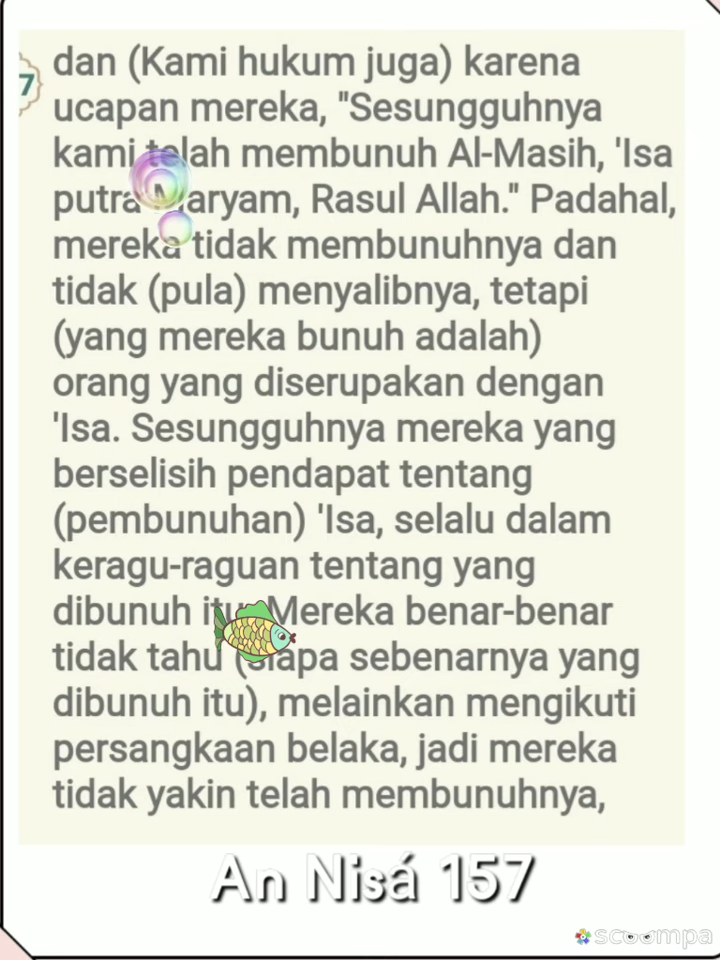 7
dan (Kami hukum juga) karena
ucapan mereka, "Sesungguhnya
kami telah membunuh Al-Masih, 'Isa
putra Maryam, Rasul Allah." Padahal,
mereka tidak membunuhnya dan
tidak (pula) menyalibnya, tetapi
(yang mereka bunuh adalah)
orang yang diserupakan dengan
'Isa. Sesungguhnya mereka yang
berselisih pendapat tentang
(pembunuhan) 'Isa, selalu dalam
keragu-raguan tentang yang
dibunuh itu. Mereka benar-benar
tidak tahu (siapa sebenarnya yang
dibunuh itu), melainkan mengikuti
persangkaan belaka, jadi mereka
tidak yakin telah membunuhnya,
An Nisá 157
scoompa